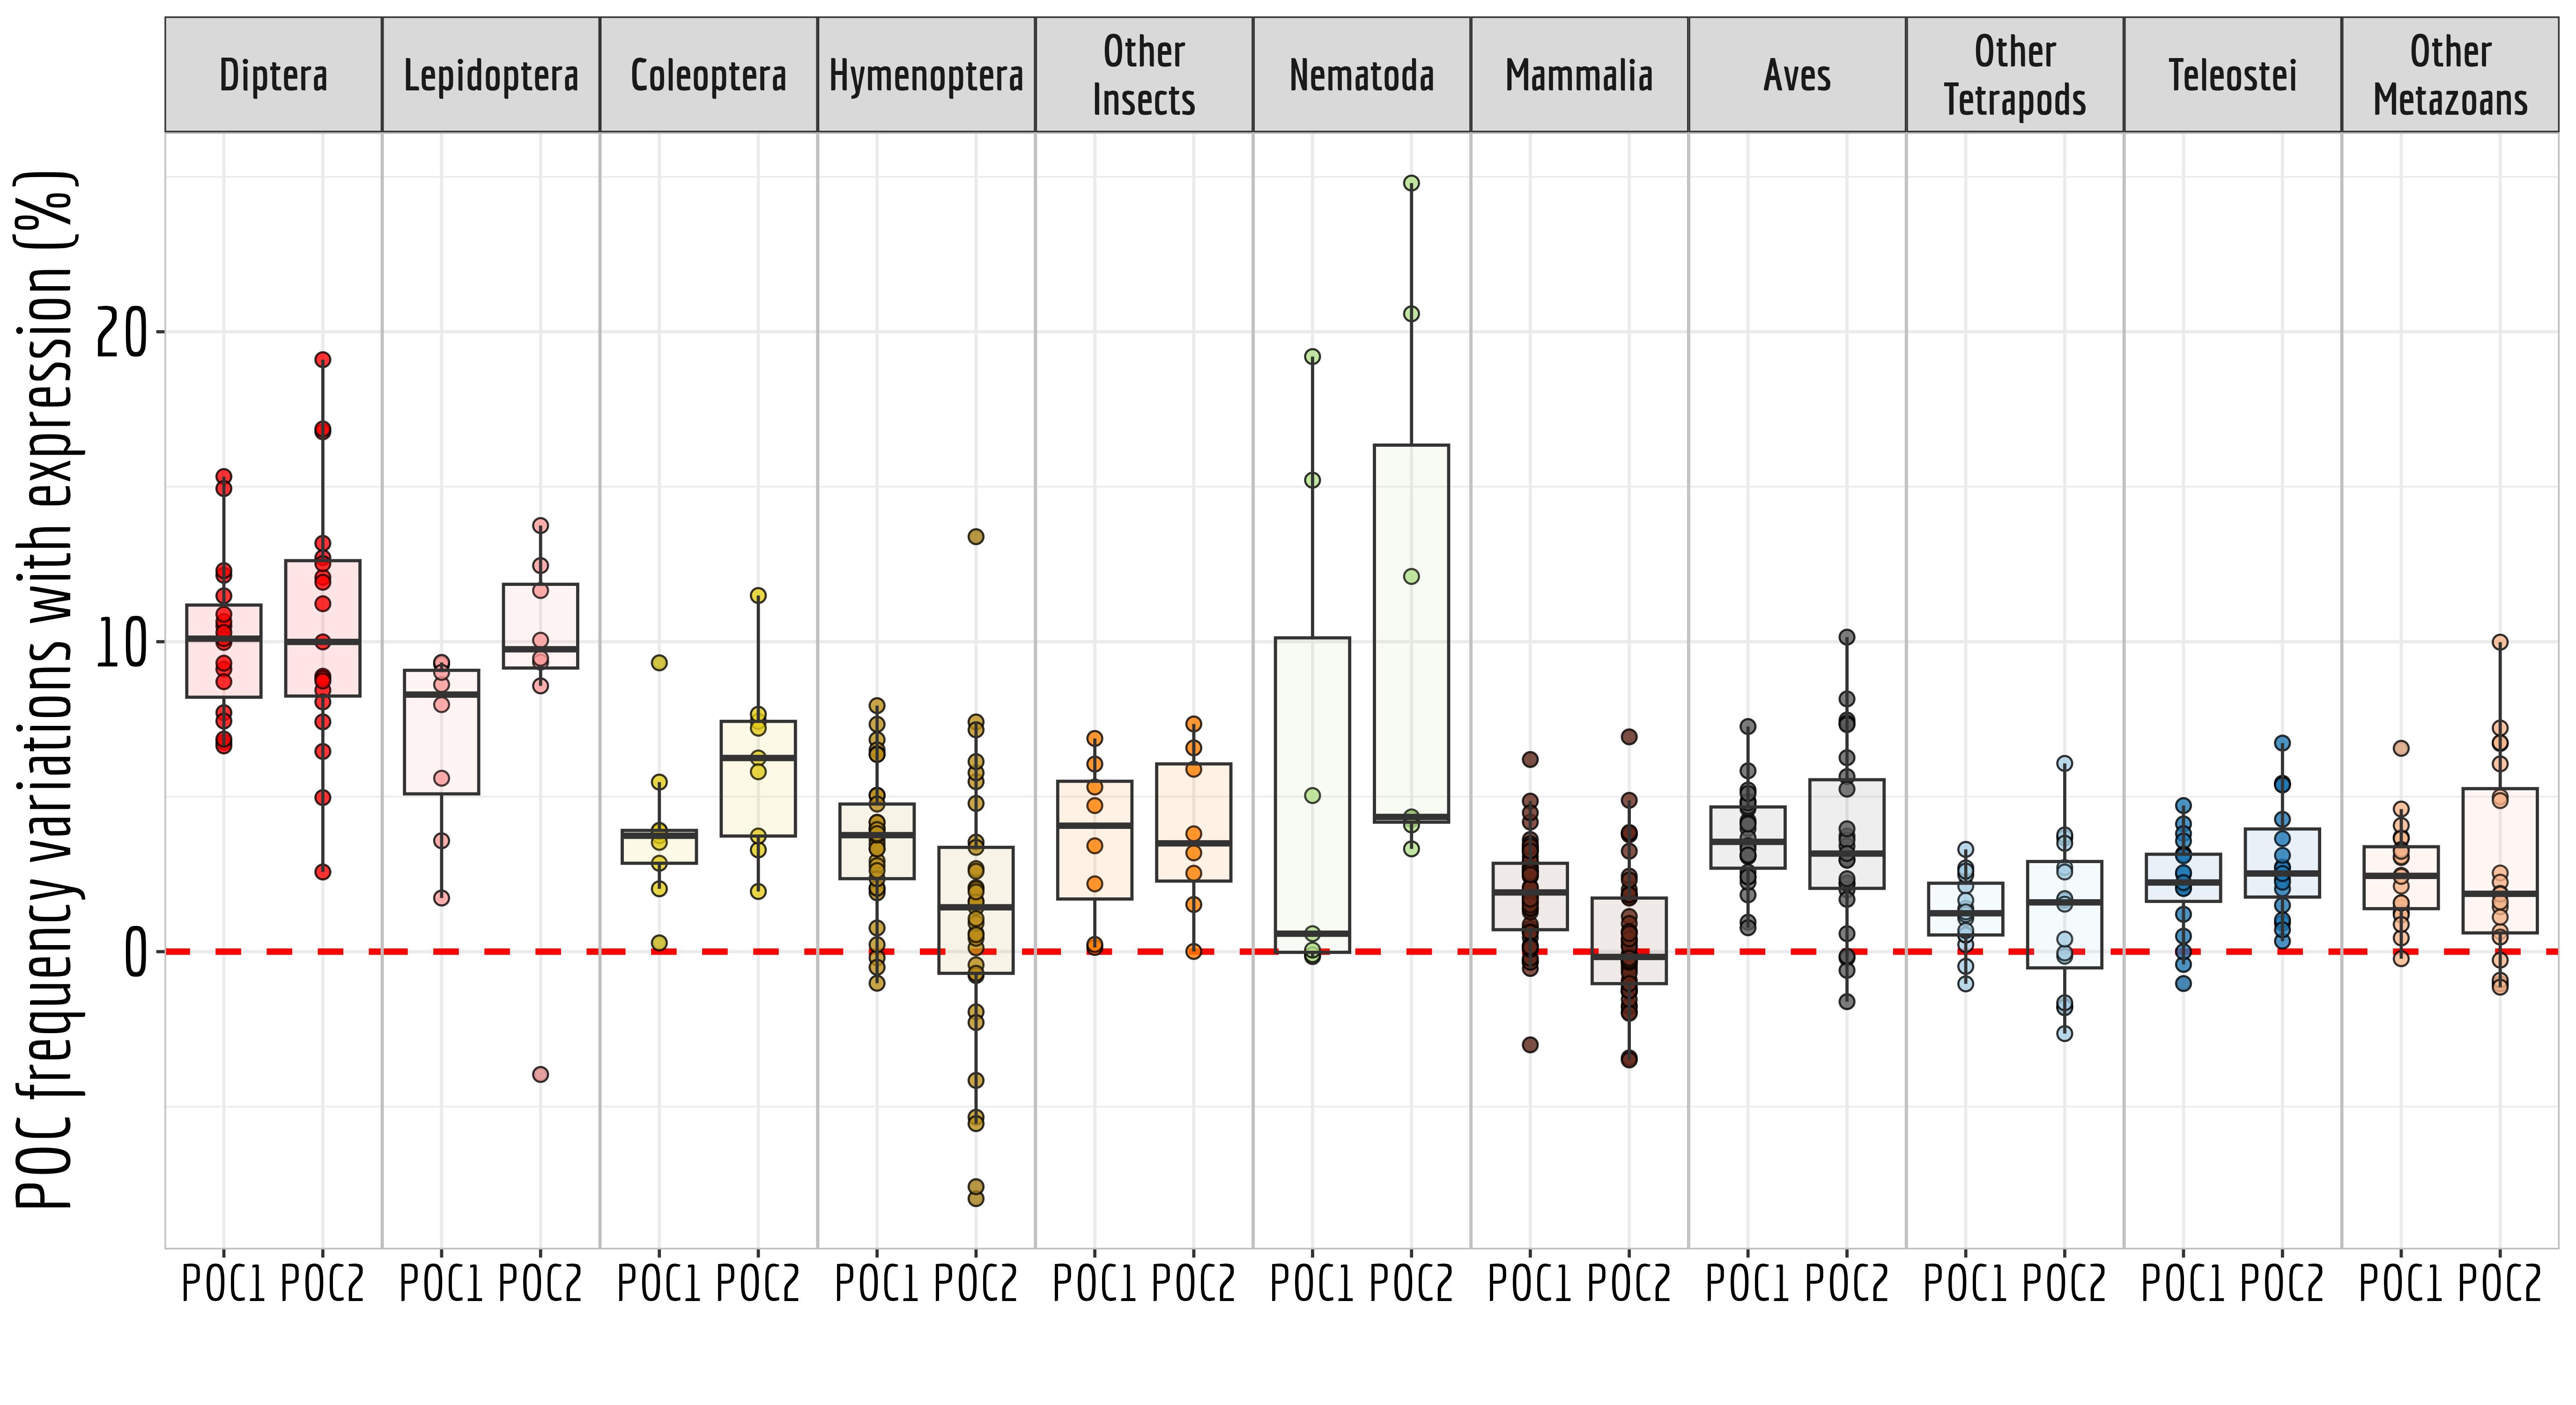 Diptera
Lepidoptera
Coleoptera
Hymenoptera
Other
Insects
Nematoda
Mammalia
Aves
Other
Tetrapods
Teleostei
Other
Metazoans
POC frequency variations with expression (%)
20
10
0
POC1 POC2 POC1 POC2 POC1 POC2 POC1 POC2 POC1 POC2 POC1 POC2 POC1 POC2 POC1 POC2 POC1 POC2 POC1 POC2 POC1 POC2